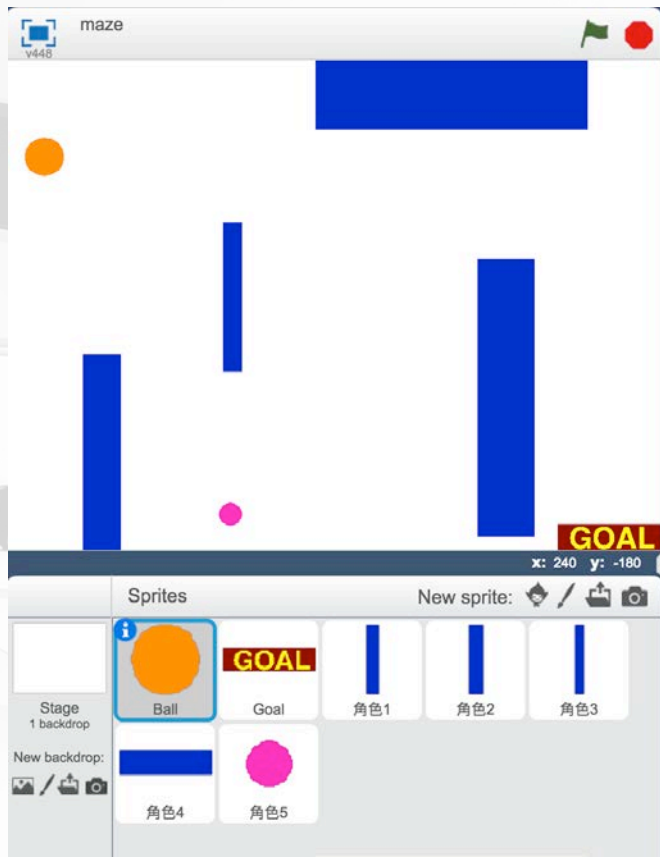 maze
v448
GOAL
x: 240 y: -180
Sprites
New sprite:
GOAL
Stage
1 backdrop
Ball
Goal
角色1
角色2
角色3
New backdrop:
角色4
角色5